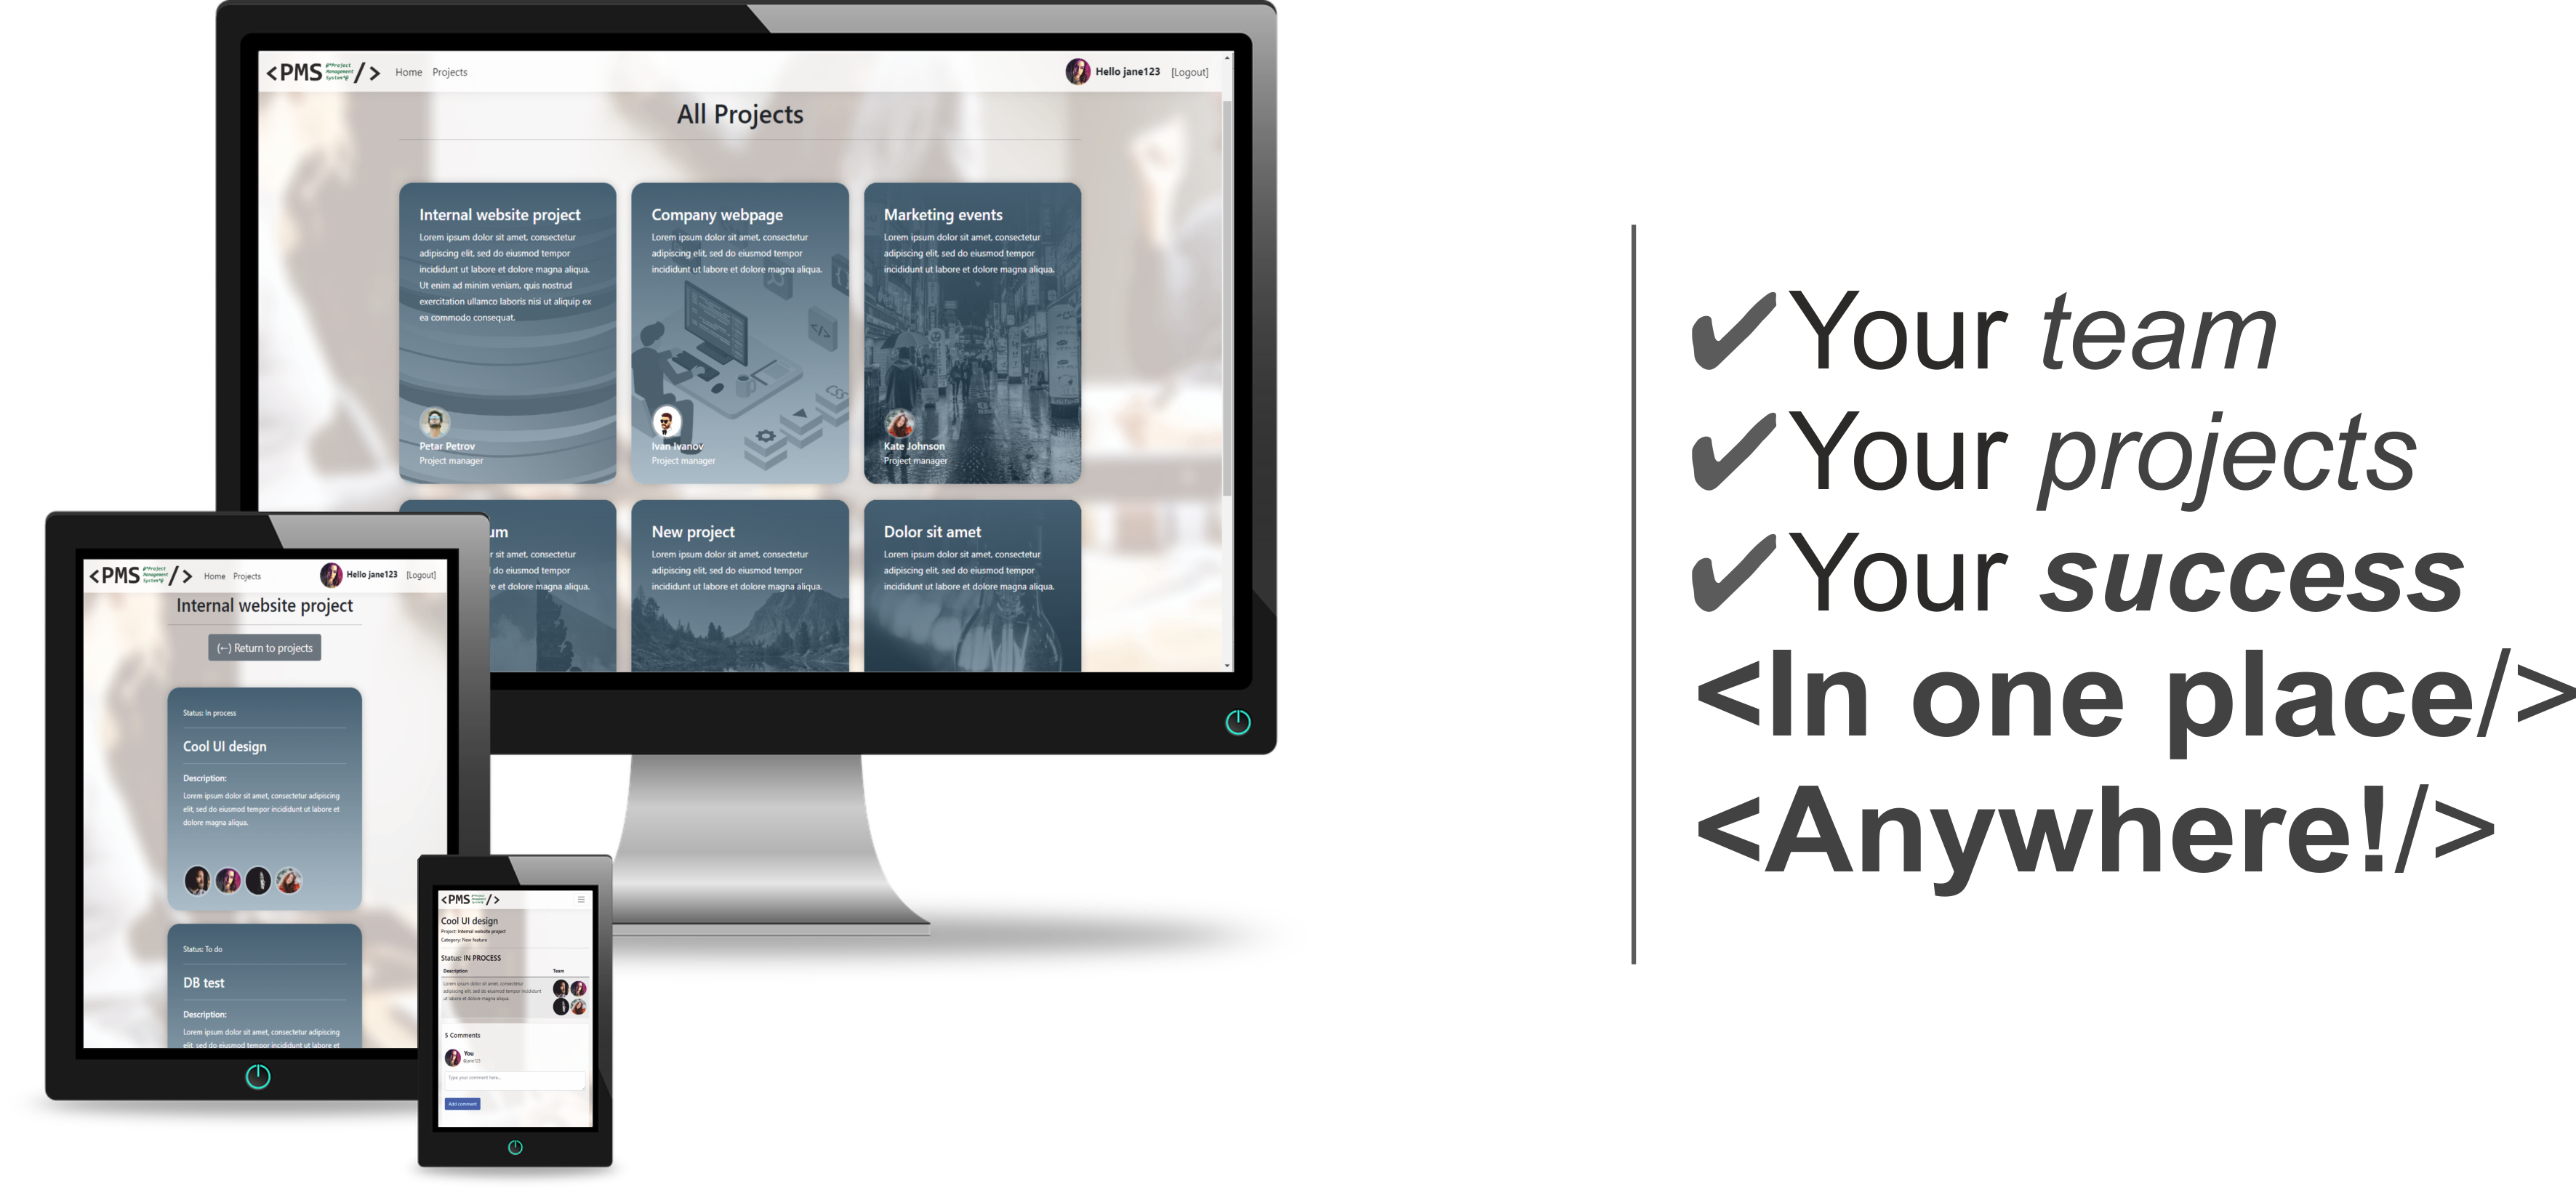 <PMS /> Home Projects Hello jane123 [Logout]
All Projects
Internal website project
Lorem ipsum dolor sit amet, consectetur
adipiscing elit, sed do eiusmod tempor
incididunt ut labore et dolore magna aliqua.
Ut enim ad minim veniam, quis nostrud
exercitation ullamco laboris nisi ut aliquip ex
ea commodo consequat.
Petar Petrov
Project manager
Company webpage
Lorem ipsum dolor sit amet, consectetur
adipiscing elit, sed do eiusmod tempor
incididunt ut labore et dolore magna aliqua.
Ivan Ivanov
Project manager
Marketing events
Lorem ipsum dolor sit amet, consectetur
adipiscing elit, sed do eiusmod tempor
incididunt ut labore et dolore magna aliqua.
Kate Johnson
Project manager
um
r sit amet, consectetur
l do eiusmod tempor
e et dolore magna aliqua.
New project
Lorem ipsum dolor sit amet, consectetur
adipiscing elit, sed do eiusmod tempor
incididunt ut labore et dolore magna aliqua.
Dolor sit amet
Lorem ipsum dolor sit amet, consectetur
adipiscing elit, sed do eiusmod tempor
incididunt ut labore et dolore magna aliqua.
<PMS /> Home Projects Hello jane123 [Logout]
Internal website project
(←) Return to projects
Status: In process
Cool UI design
Description:
Lorem ipsum dolor sit amet, consectetur adipiscing
elit, sed do eiusmod tempor incididunt ut labore et
dolore magna aliqua.
Status: To do
DB test
Description:
Lorem ipsum dolor sit amet, consectetur adipiscing
elit, sed do eiusmod tempor incididunt ut labore et
<PMS />
Cool UI design
Project: Internal website project
Category: New feature
Status: IN PROCESS
Description Team
Lorem ipsum dolor sit amet, consectetur
adipiscing elit, sed do eiusmod tempor incididunt
ut labore et dolore magna aliqua.
5 Comments
You
@jane123
Type your comment here...
Add comment
✔Your team
✔Your projects
✔Your success
<In one place/>
<Anywhere!/>